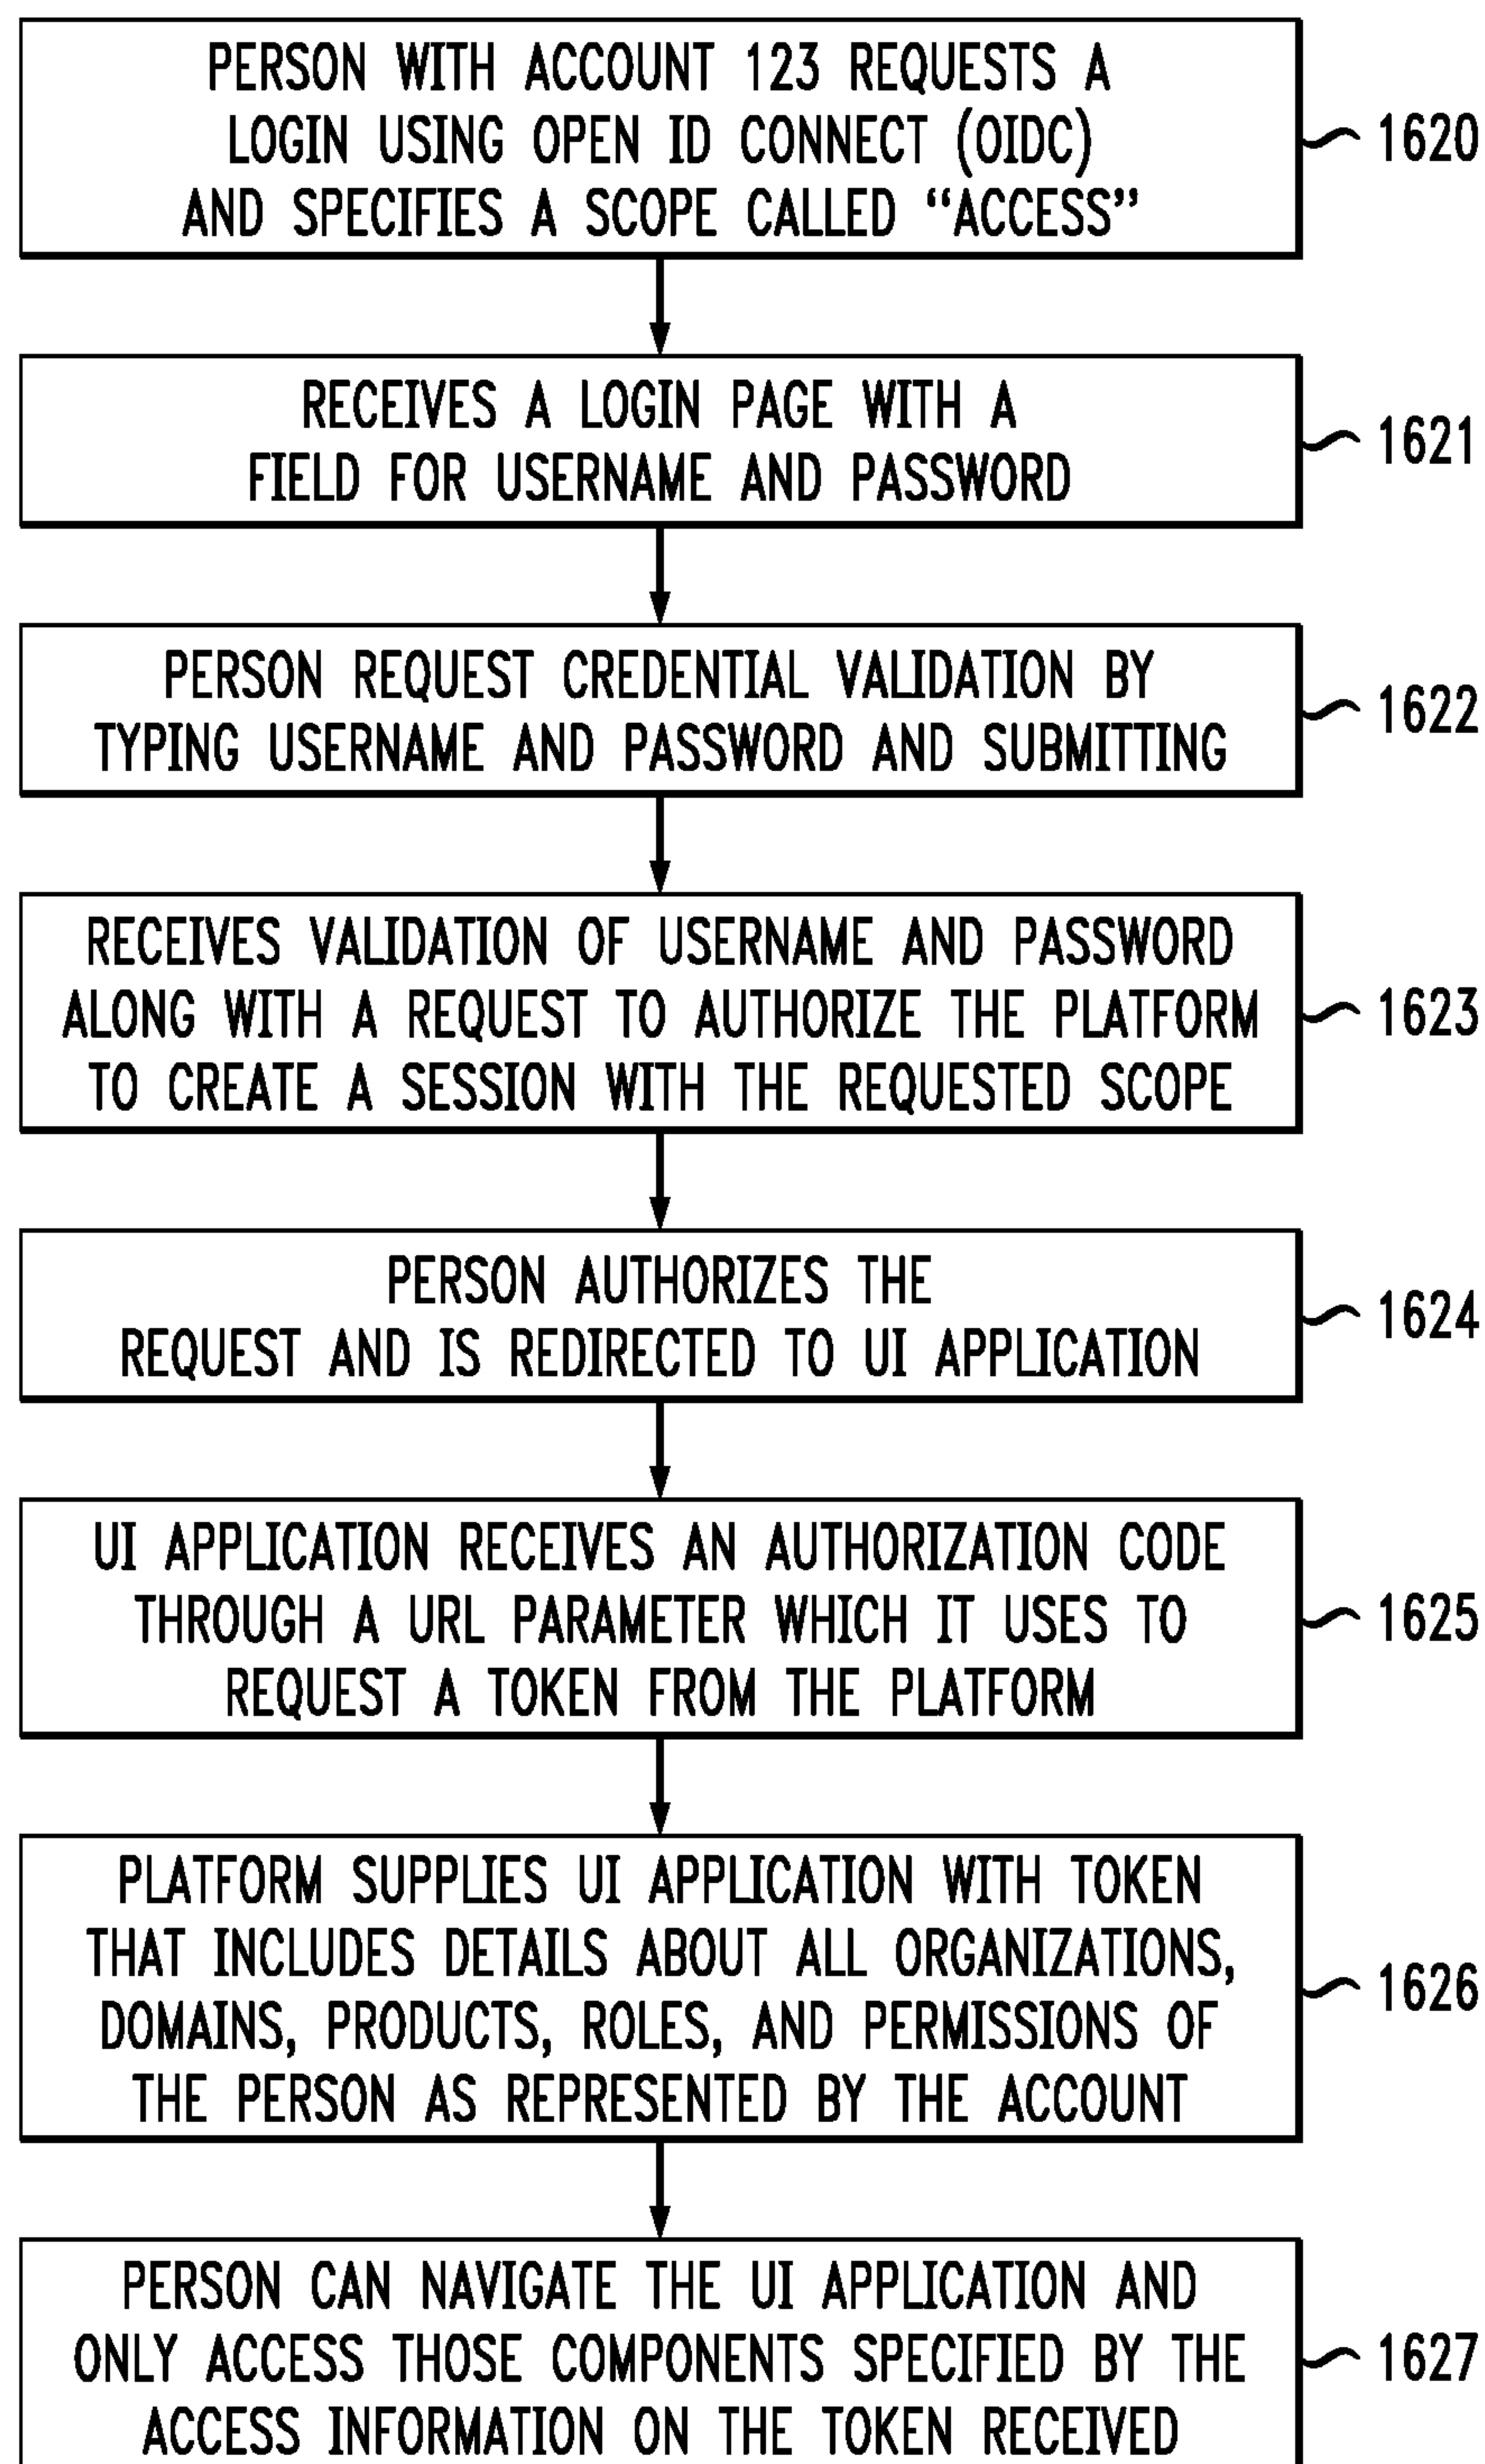 PERSON WITH ACCOUNT 123 REQUESTS A
LOGIN USING OPEN ID CONNECT (OIDC)
AND SPECIFIES A SCOPE CALLED “ACCESS”
1620
RECEIVES A LOGIN PAGE WITH A
FIELD FOR USERNAME AND PASSWORD
1621
PERSON REQUEST CREDENTIAL VALIDATION BY
TYPING USERNAME AND PASSWORD AND SUBMITTING
1622
RECEIVES VALIDATION OF USERNAME AND PASSWORD
ALONG WITH A REQUEST TO AUTHORIZE THE PLATFORM
TO CREATE A SESSION WITH THE REQUESTED SCOPE
1623
PERSON AUTHORIZES THE
REQUEST AND IS REDIRECTED TO UI APPLICATION
1624
UI APPLICATION RECEIVES AN AUTHORIZATION CODE
THROUGH A URL PARAMETER WHICH IT USES TO
REQUEST A TOKEN FROM THE PLATFORM
1625
PLATFORM SUPPLIES UI APPLICATION WITH TOKEN
THAT INCLUDES DETAILS ABOUT ALL ORGANIZATIONS,
DOMAINS, PRODUCTS, ROLES, AND PERMISSIONS OF
THE PERSON AS REPRESENTED BY THE ACCOUNT
1626
PERSON CAN NAVIGATE THE UI APPLICATION AND
ONLY ACCESS THOSE COMPONENTS SPECIFIED BY THE
ACCESS INFORMATION ON THE TOKEN RECEIVED
1627